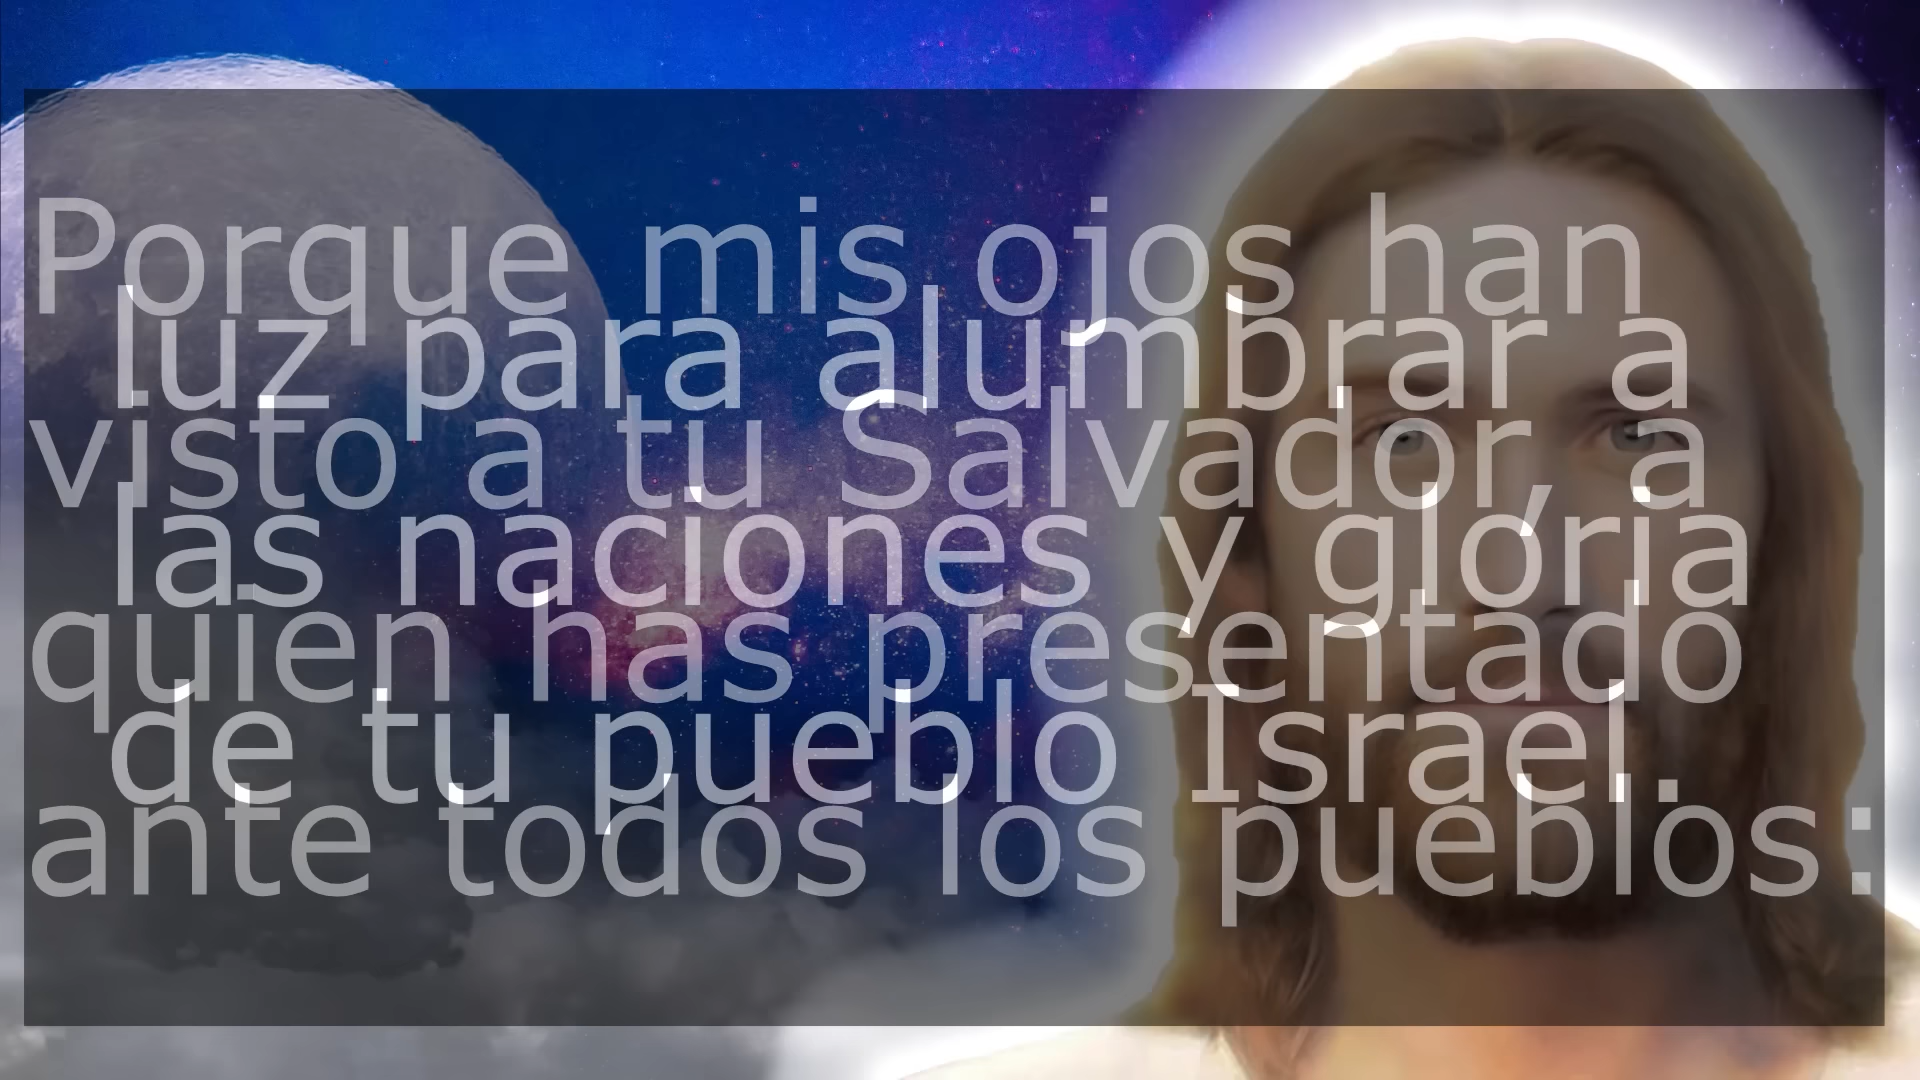 Porque mis ojos han
visto a tu Salvador, a
quien has presentado
ante todos los pueblos:
luz para alumbrar a
las naciones y gloria
de tu pueblo Israel.